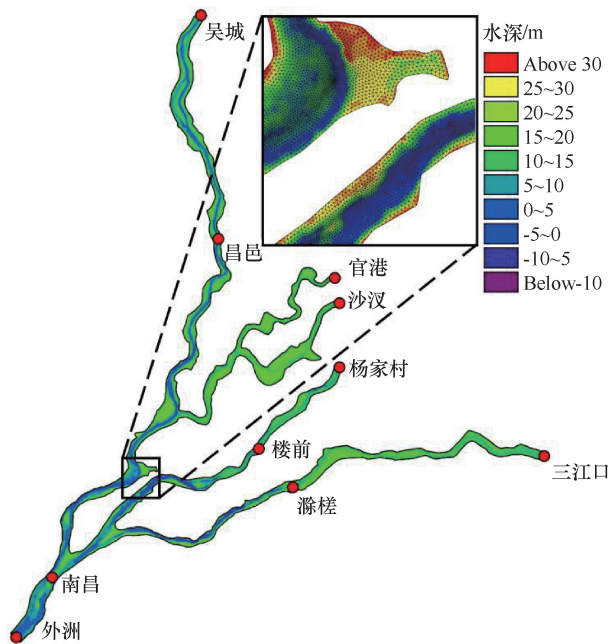 吴城
水深/m
Above 30
25~30
20~25
15~20
10~15
5~10
0~5
-5~0
-10~5
Below-10
昌邑
官港
沙汊
杨家村
楼前
三江口
滁槎
南昌
外洲